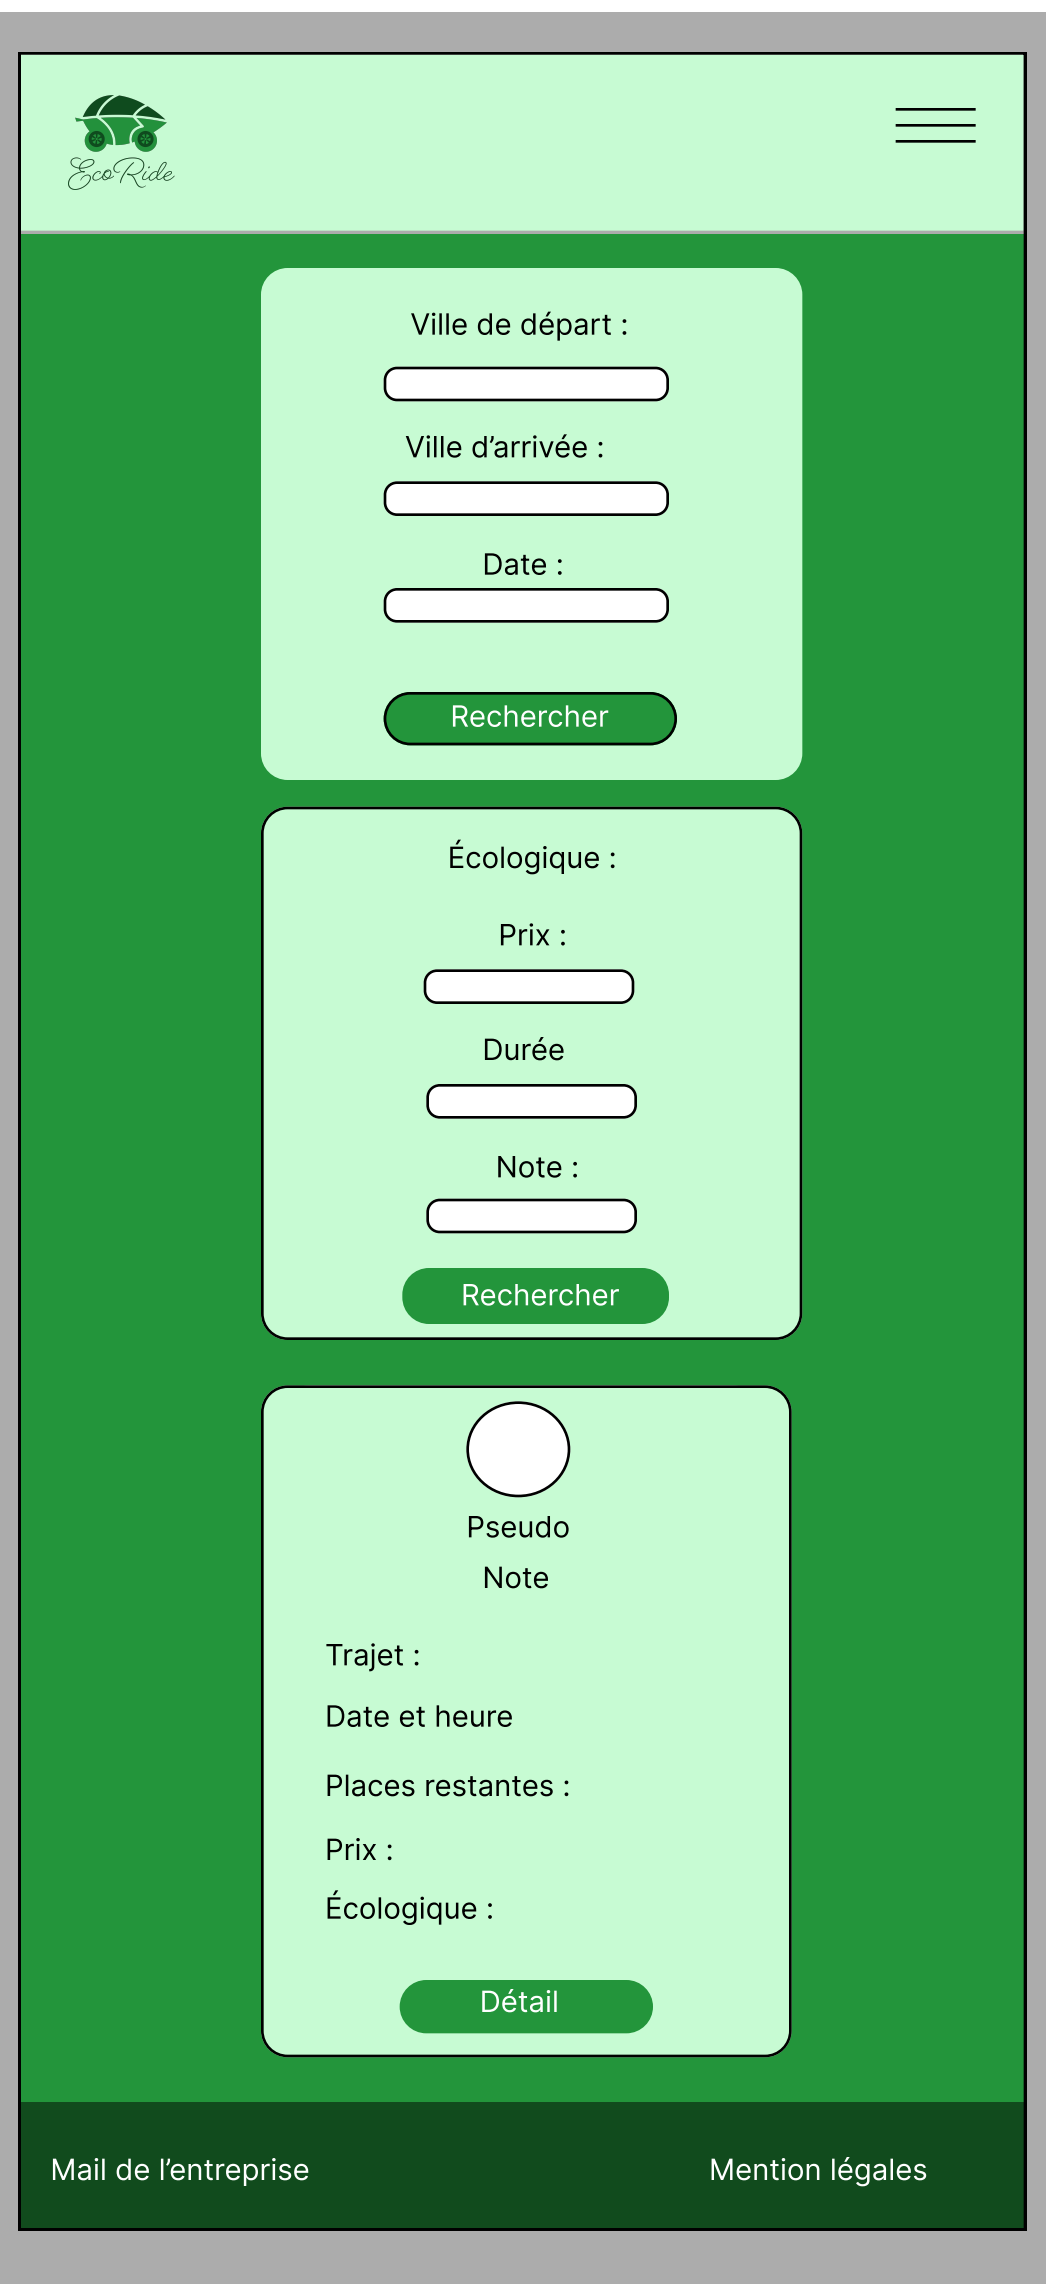 EcoRide
Ville de départ :
Ville d’arrivée :
Date :
Rechercher
Écologique :
Prix :
Durée
Note :
Rechercher
Pseudo
Note
Trajet :
Date et heure
Places restantes :
Prix :
Écologique :
Détail
Mail de l’entreprise
Mention légales